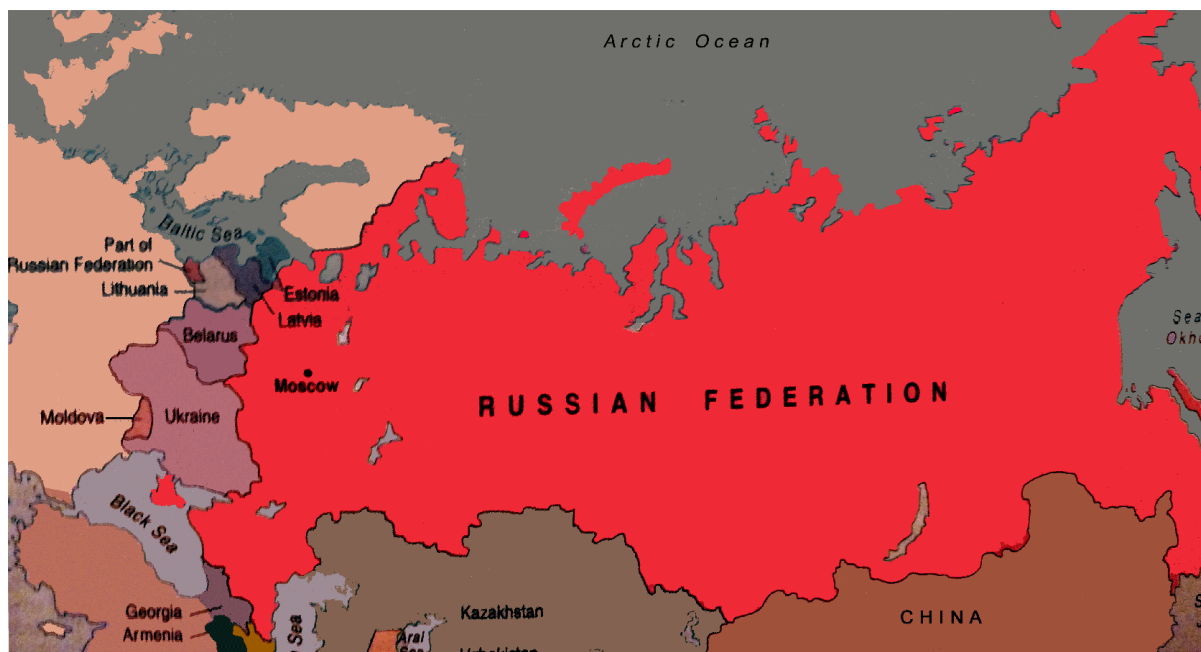 Arctic Ocean
Baltic Sea
Part of
Russian Federation
Lithuania
Estonia
Latvia
Belarus
Moscow
RUSSIAN FEDERATION
Moldova
Ukraine
Black Sea
Georgia
Armenia
Sea
Kazakhstan
Aral
CHINA
Sea